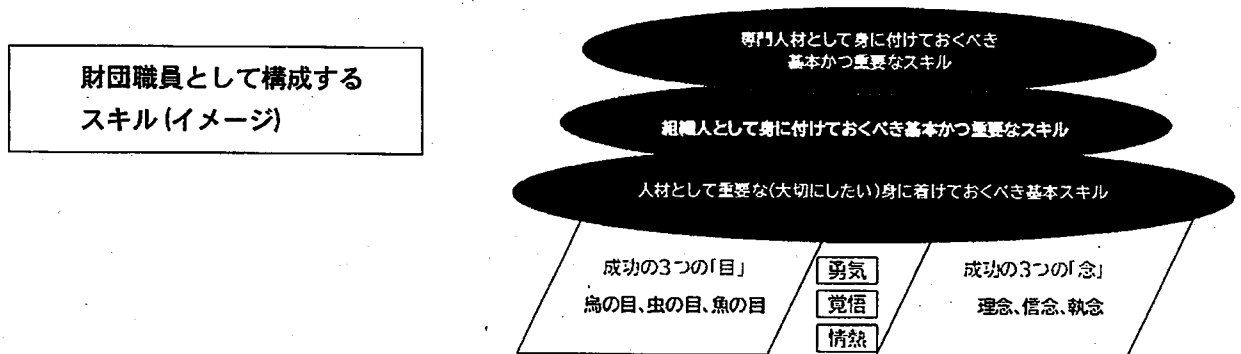 財団職員として構成する
スキル(イメージ)
専門人材として身に付けておくべき
基本かつ重要なスキル
組織人として身に付けておくべき基本かつ重要なスキル
人材として重要な(大切にしたい)身に着けておくべき基本スキル
成功の3つの「目」
鳥の目、虫の目、魚の目
勇気
覚悟
情熱
成功の3つの「念」
理念、信念、執念